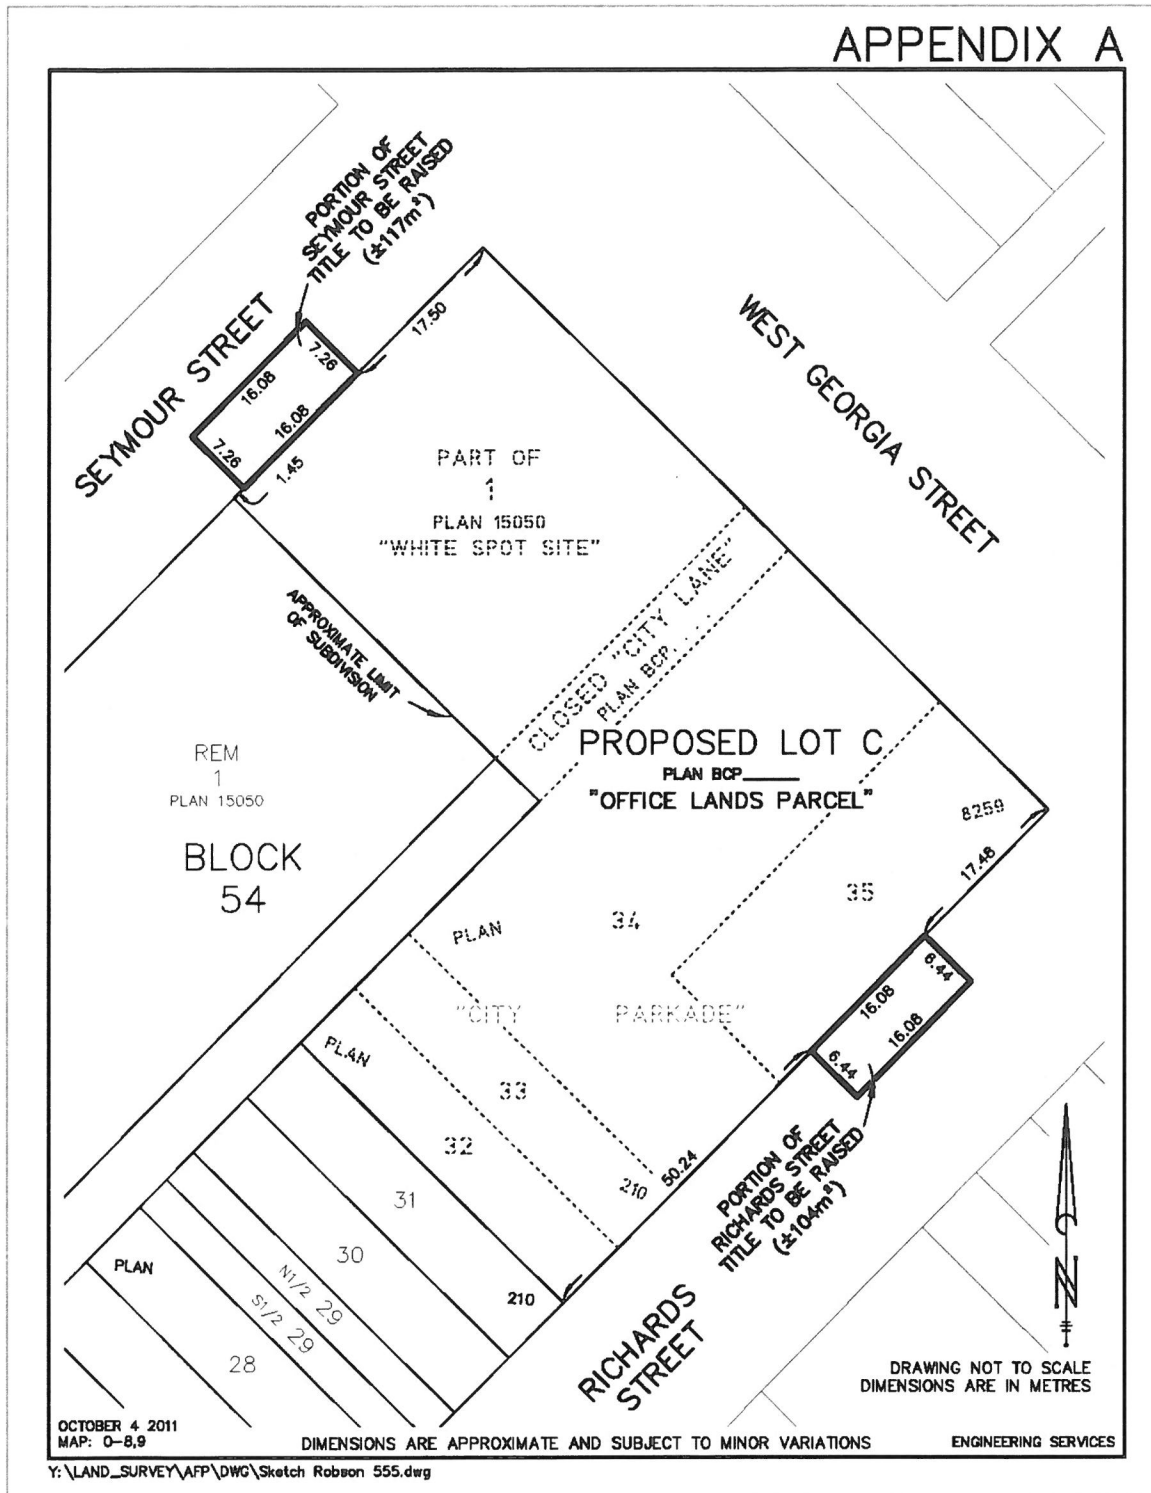 APPENDIX A
PORTION OF
SEYMOUR STREET
TITLE TO BE RAISED
(±117m²)
SEYMOUR STREET
WEST GEORGIA STREET
17.50
7.26
16.08
16.08
7.26
1.45
PART OF
1
PLAN 15050
"WHITE SPOT SITE"
CLOSED "CITY LANE"
PLAN BCP. . . .
APPROXIMATE LIMIT
OF SUBDIVISION
REM
1
PLAN 15050
BLOCK
54
PROPOSED LOT C
PLAN BCP_____
"OFFICE LANDS PARCEL"
8259
17.48
35
34
PLAN
6.44
16.08
16.08
6.44
"CITY PARKADE"
PLAN
33
32
31
30
N1/2 29
S1/2 29
28
PLAN
210
50.24
210
PORTION OF
RICHARDS STREET
TITLE TO BE RAISED
(±104m²)
RICHARDS
STREET
N
DRAWING NOT TO SCALE
DIMENSIONS ARE IN METRES
OCTOBER 4 2011
MAP: O-8,9
DIMENSIONS ARE APPROXIMATE AND SUBJECT TO MINOR VARIATIONS
ENGINEERING SERVICES
Y:\LAND_SURVEY\AFP\DWG\Sketch Robson 555.dwg